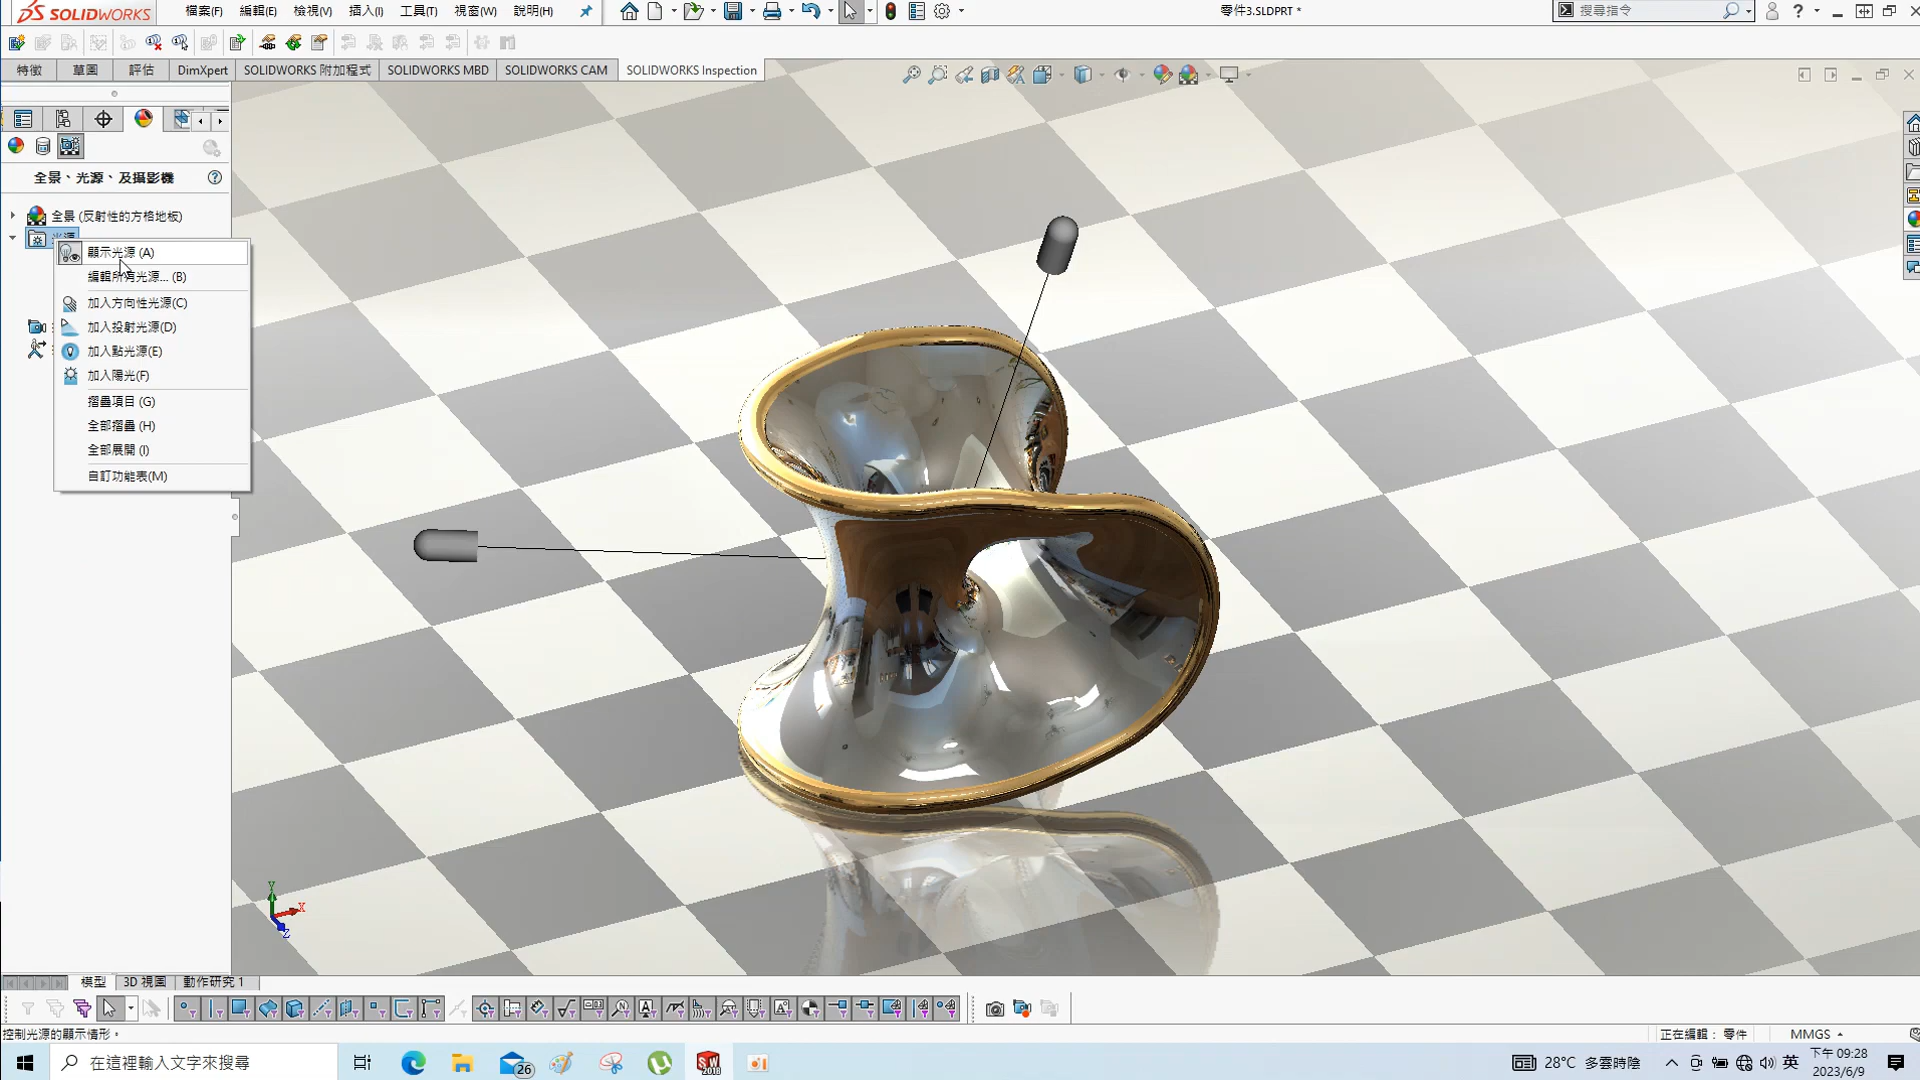 SOLIDWORKS
檔案(F) 編輯(E) 檢視(V) 插入(I) 工具(T) 視窗(W) 說明(H)
零件3.SLDPRT *
搜尋指令
特徵 草圖 評估 DimXpert SOLIDWORKS 附加程式 SOLIDWORKS MBD SOLIDWORKS CAM SOLIDWORKS Inspection
全景、光源、及攝影機
全景 (反射性的方格地板)
光源
顯示光源 (A)
編輯所有光源... (B)
加入方向性光源(C)
加入投射光源(D)
加入點光源(E)
加入陽光(F)
摺疊項目 (G)
全部摺疊 (H)
全部展開 (I)
自訂功能表(M)
Y
X
Z
模型 3D 視圖 動作研究 1
控制光源的顯示情形。
正在編輯： 零件
MMGS
在這裡輸入文字來搜尋
26
SW
2018
28°C 多雲時陰
英
下午 09:28
2023/6/9